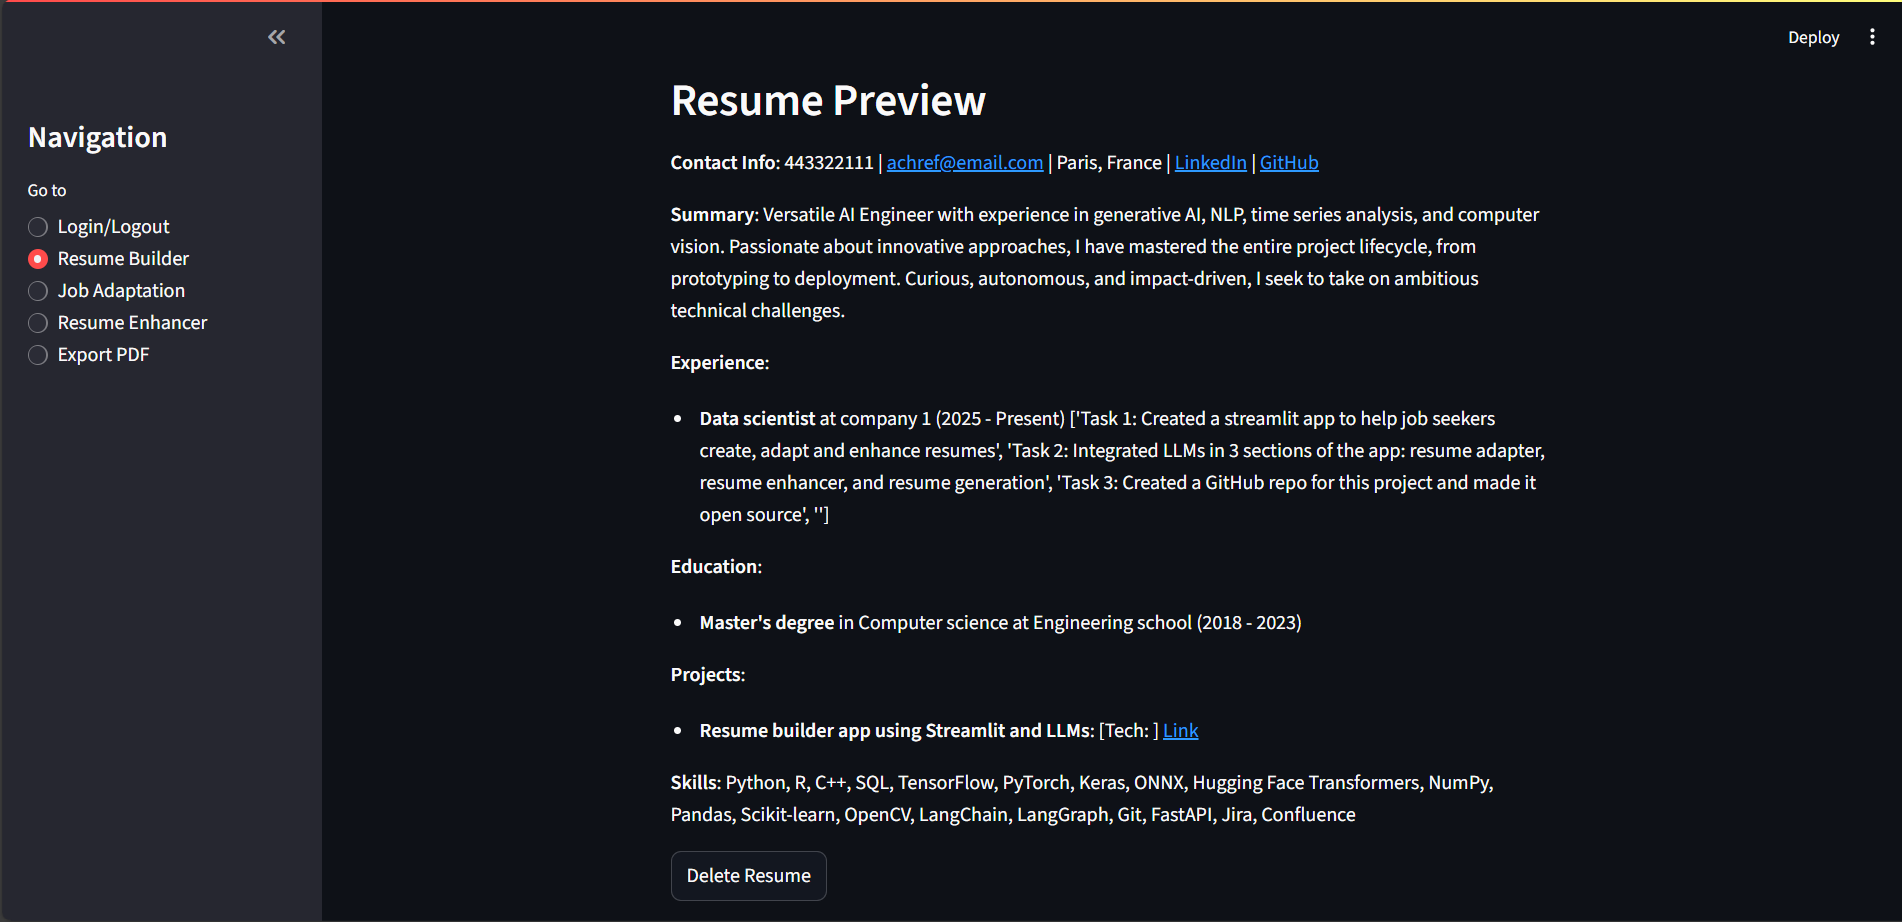 Deploy
Navigation
Go to
Login/Logout
Resume Builder
Job Adaptation
Resume Enhancer
Export PDF
Resume Preview
Contact Info: 443322111 | achref@email.com | Paris, France | LinkedIn | GitHub
Summary: Versatile AI Engineer with experience in generative AI, NLP, time series analysis, and computer
vision. Passionate about innovative approaches, I have mastered the entire project lifecycle, from
prototyping to deployment. Curious, autonomous, and impact-driven, I seek to take on ambitious
technical challenges.
Experience:
• Data scientist at company 1 (2025 - Present) ['Task 1: Created a streamlit app to help job seekers
create, adapt and enhance resumes', 'Task 2: Integrated LLMs in 3 sections of the app: resume adapter,
resume enhancer, and resume generation', 'Task 3: Created a GitHub repo for this project and made it
open source', '']
Education:
• Master's degree in Computer science at Engineering school (2018 - 2023)
Projects:
• Resume builder app using Streamlit and LLMs: [Tech: ] Link
Skills: Python, R, C++, SQL, TensorFlow, PyTorch, Keras, ONNX, Hugging Face Transformers, NumPy,
Pandas, Scikit-learn, OpenCV, LangChain, LangGraph, Git, FastAPI, Jira, Confluence
Delete Resume